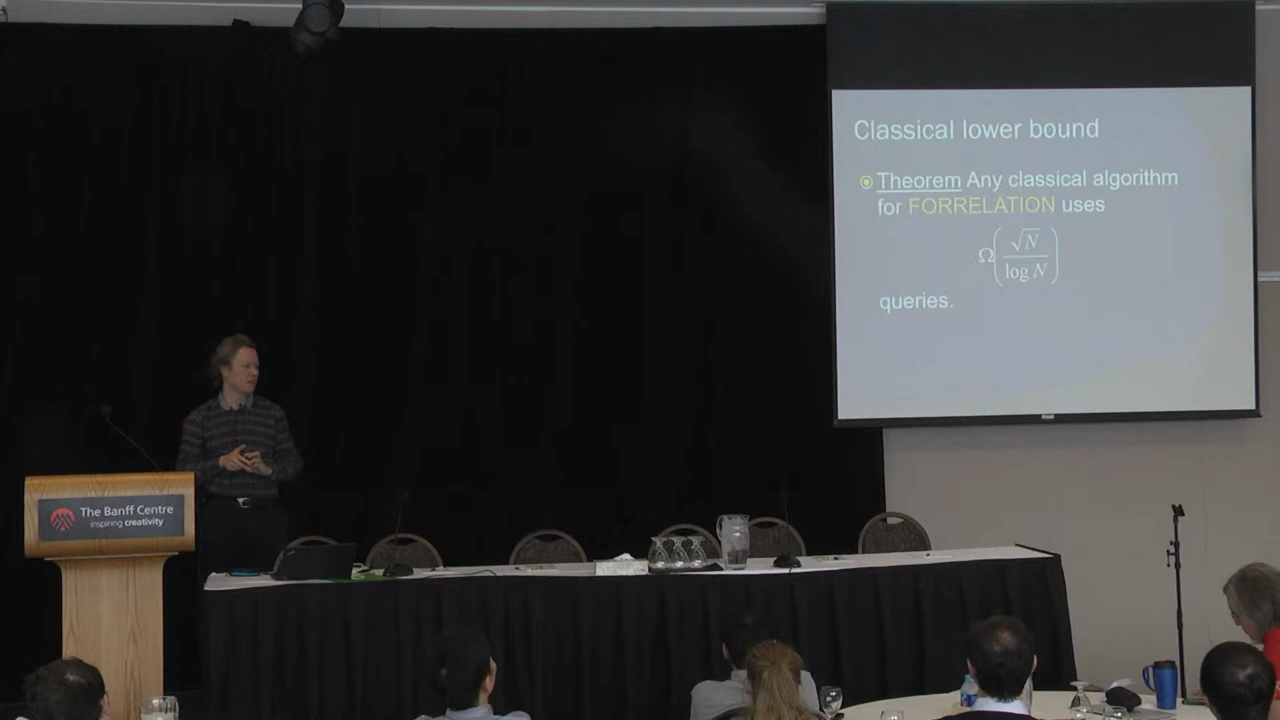 Classical lower bound
Theorem Any classical algorithm
for FORRELATION uses
Ω(√N / log N)
queries.
The Banff Centre
inspiring creativity